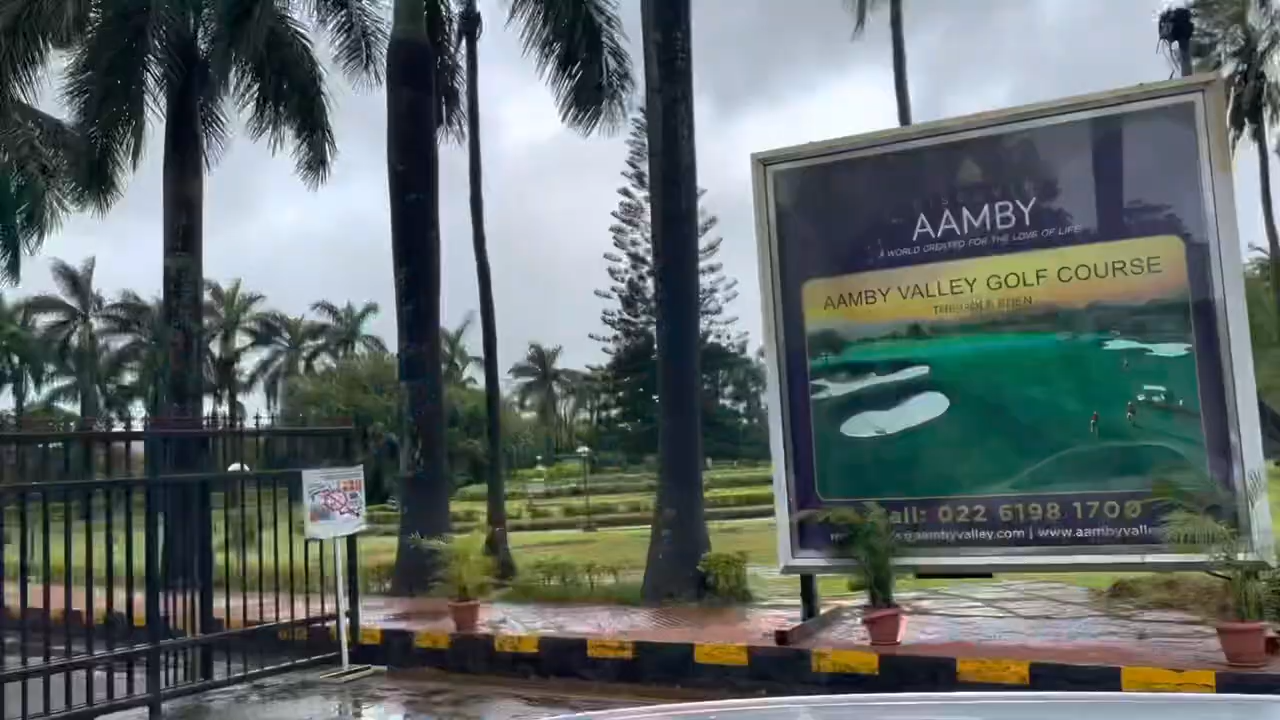 AAMBY
A WORLD CREATED FOR THE LOVE OF LIFE
AAMBY VALLEY GOLF COURSE
all: 022 6198 1700
aambyvalley.com | www.aambyvalle